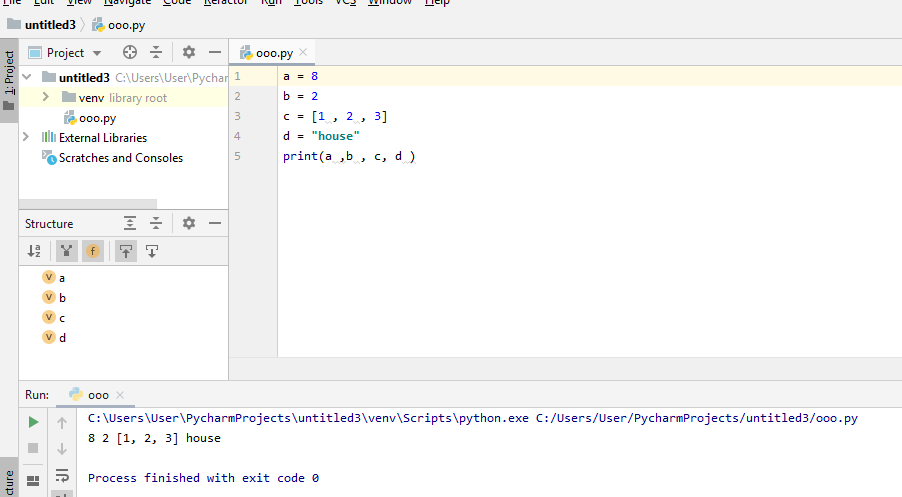 File Edit View Navigate Code Refactor Run Tools VCS Window Help
untitled3 ooo.py
1: Project
Project
ooo.py
untitled3 C:\Users\User\Pychar
venv library root
ooo.py
External Libraries
Scratches and Consoles
1 a = 8
2 b = 2
3 c = [1 , 2 , 3]
4 d = "house"
5 print(a ,b , c, d )
Structure
a
b
c
d
Run: ooo
C:\Users\User\PycharmProjects\untitled3\venv\Scripts\python.exe C:/Users/User/PycharmProjects/untitled3/ooo.py
8 2 [1, 2, 3] house
Process finished with exit code 0
cture